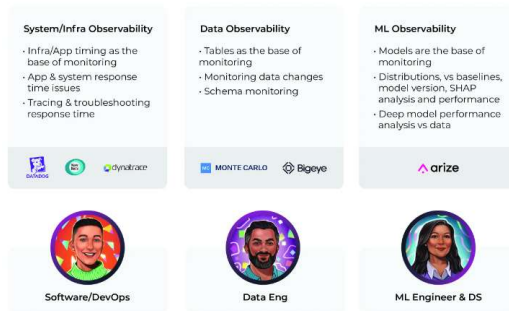 System/Infra Observability
• Infra/App timing as the
base of monitoring
• App & system response
time issues
• Tracing & troubleshooting
response time
DATADOG
dynatrace
Data Observability
• Tables as the base of
monitoring
• Monitoring data changes
• Schema monitoring
MC MONTE CARLO
Bigeye
ML Observability
• Models are the base of
monitoring
• Distributions, vs baselines,
model version, SHAP
analysis and performance
• Deep model performance
analysis vs data
arize
Software/DevOps
Data Eng
ML Engineer & DS